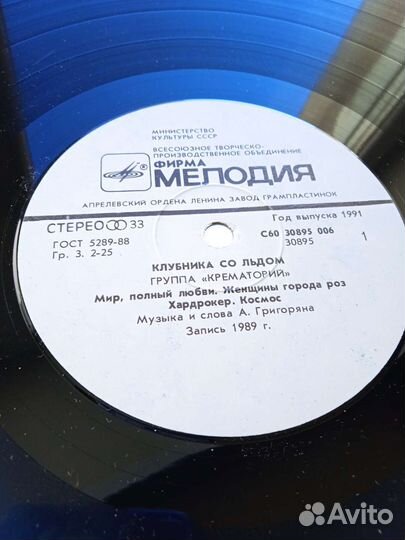 МИНИСТЕРСТВО
КУЛЬТУРЫ СССР
ВСЕСОЮЗНОЕ ТВОРЧЕСКО-
ПРОИЗВОДСТВЕННОЕ ОБЪЕДИНЕНИЕ
ФИРМА
МЕЛОДИЯ
АПРЕЛЕВСКИЙ ОРДЕНА ЛЕНИНА ЗАВОД ГРАМПЛАСТИНОК
СТЕРЕО 33
Год выпуска 1991
ГОСТ 5289-88
С60 30895 006
Гр. 3. 2-25
30895
1
КЛУБНИКА СО ЛЬДОМ
ГРУППА «КРЕМАТОРИЙ»
Мир, полный любви. Женщины города роз
Хардрокер. Космос
Музыка и слова А. Григоряна
Запись 1989 г.
Avito